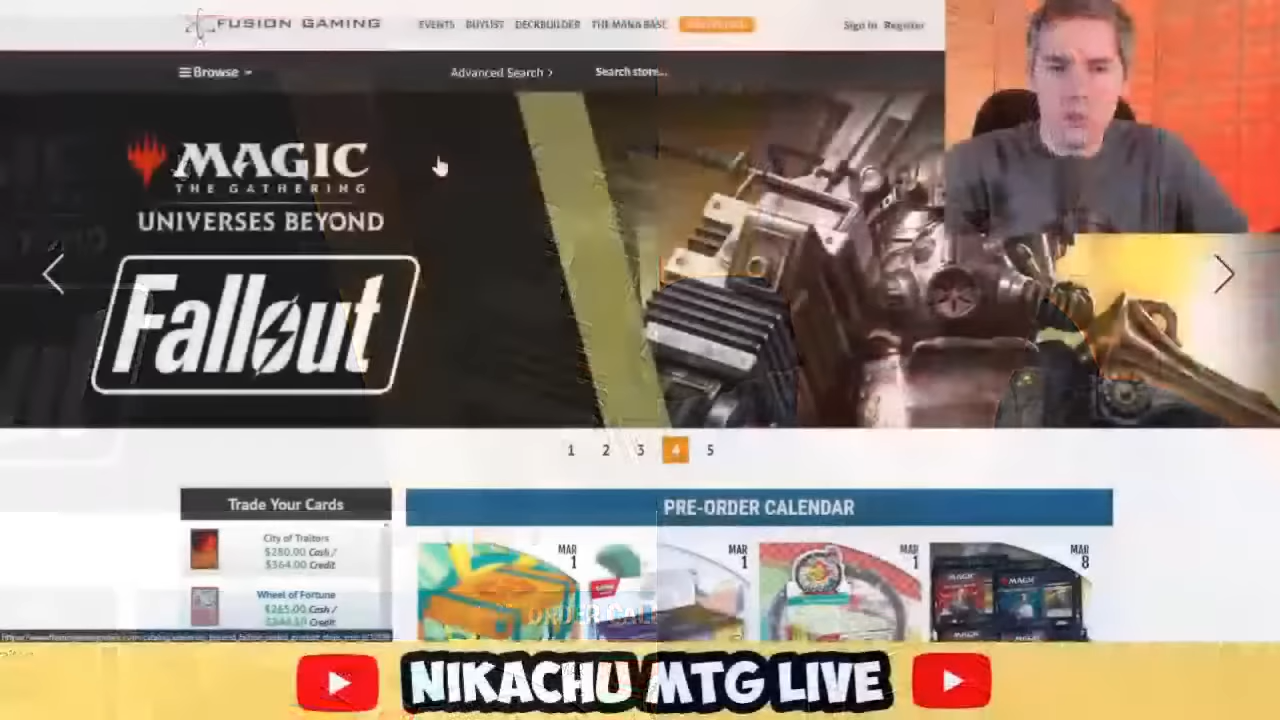 FUSION GAMING
EVENTS BUYLIST DECKBUILDER THE MANA BASE
Sign In Register
Browse
Advanced Search >
Search store...
MAGIC
THE GATHERING
UNIVERSES BEYOND
Fallout
1 2 3 4 5
Trade Your Cards
PRE-ORDER CALENDAR
City of Traitors
$280.00 Cash /
$364.00 Credit
Wheel of Fortune
$265.00 Cash /
Credit
MAR
1
MAR
1
MAR
1
MAR
8
NIKACHU MTG LIVE